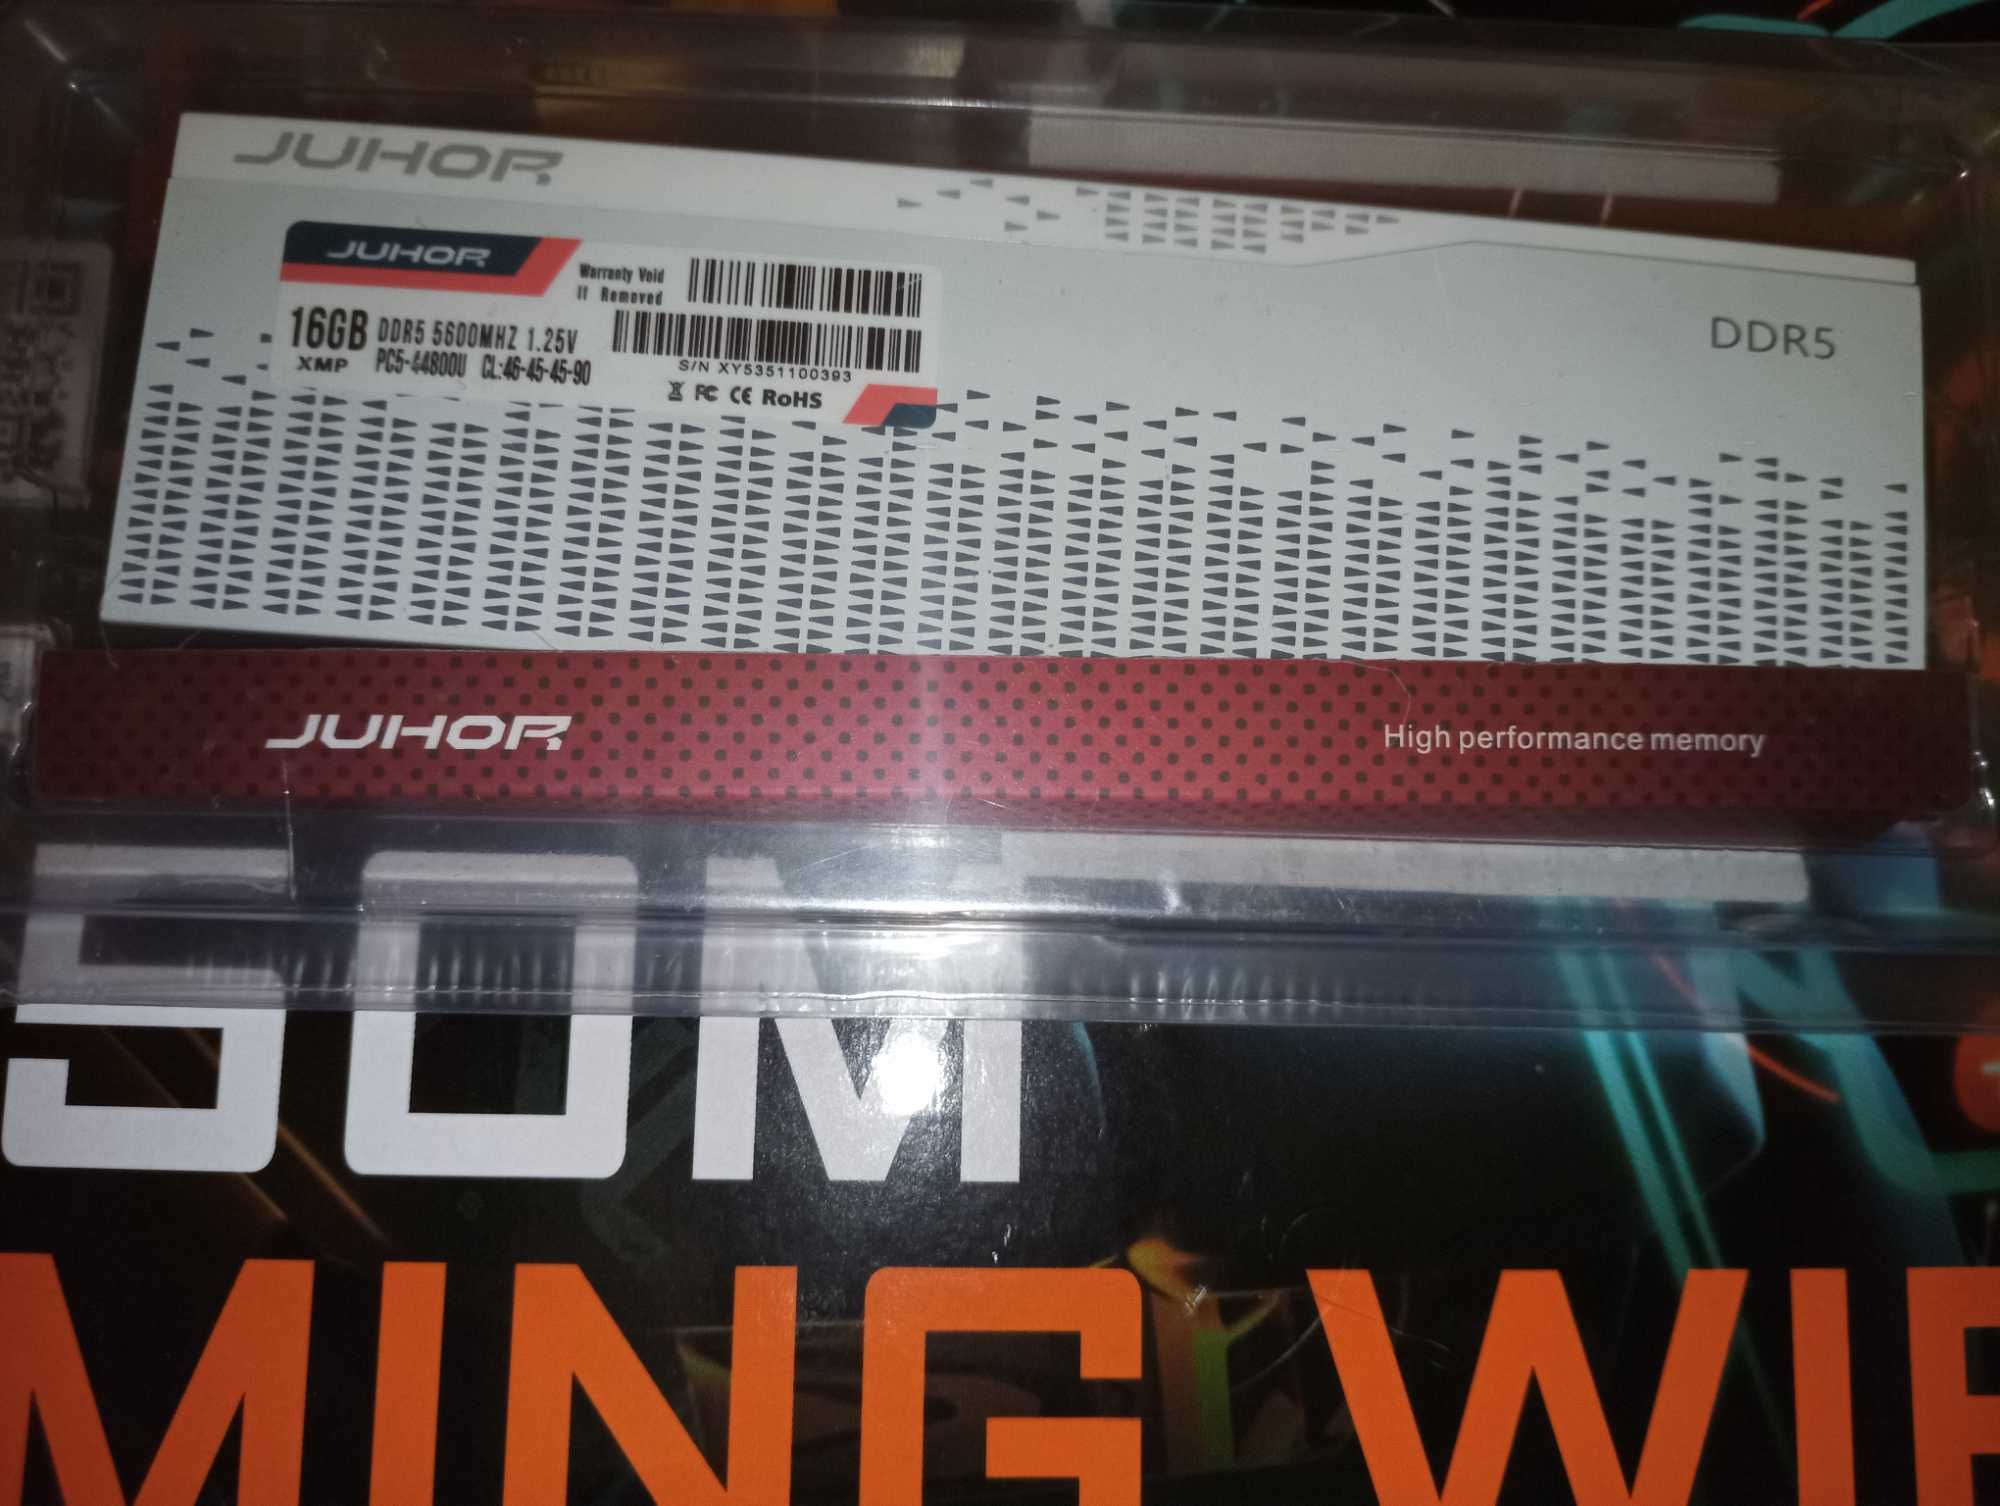 JUHOR
JUHOR
Warranty Void
If Removed
16GB DDR5 5600MHZ 1.25V
XMP PC5-44800U CL:46-45-45-90
S/N XY5351100393
FC CE RoHS
DDR5
JUHOR
High performance memory
50M
MING WIF